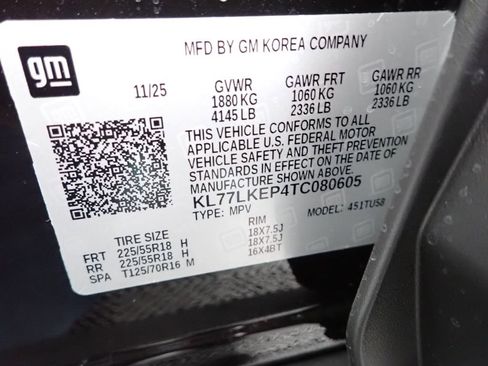 gm
MFD BY GM KOREA COMPANY
11/25 GVWR GAWR FRT GAWR RR
1880 KG 1060 KG 1060 KG
4145 LB 2336 LB 2336 LB
THIS VEHICLE CONFORMS TO ALL
APPLICABLE U.S. FEDERAL MOTOR
VEHICLE SAFETY AND THEFT PREVENTION
STANDARDS IN EFFECT ON THE DATE OF
MANUFACTURE SHOWN ABOVE.
KL77LKEP4TC080605
TYPE: MPV MODEL: 451TUS8
TIRE SIZE RIM
FRT 225/55R18 H 18X7.5J
RR 225/55R18 H 18X7.5J
SPA T125/70R16 M 16X4BT